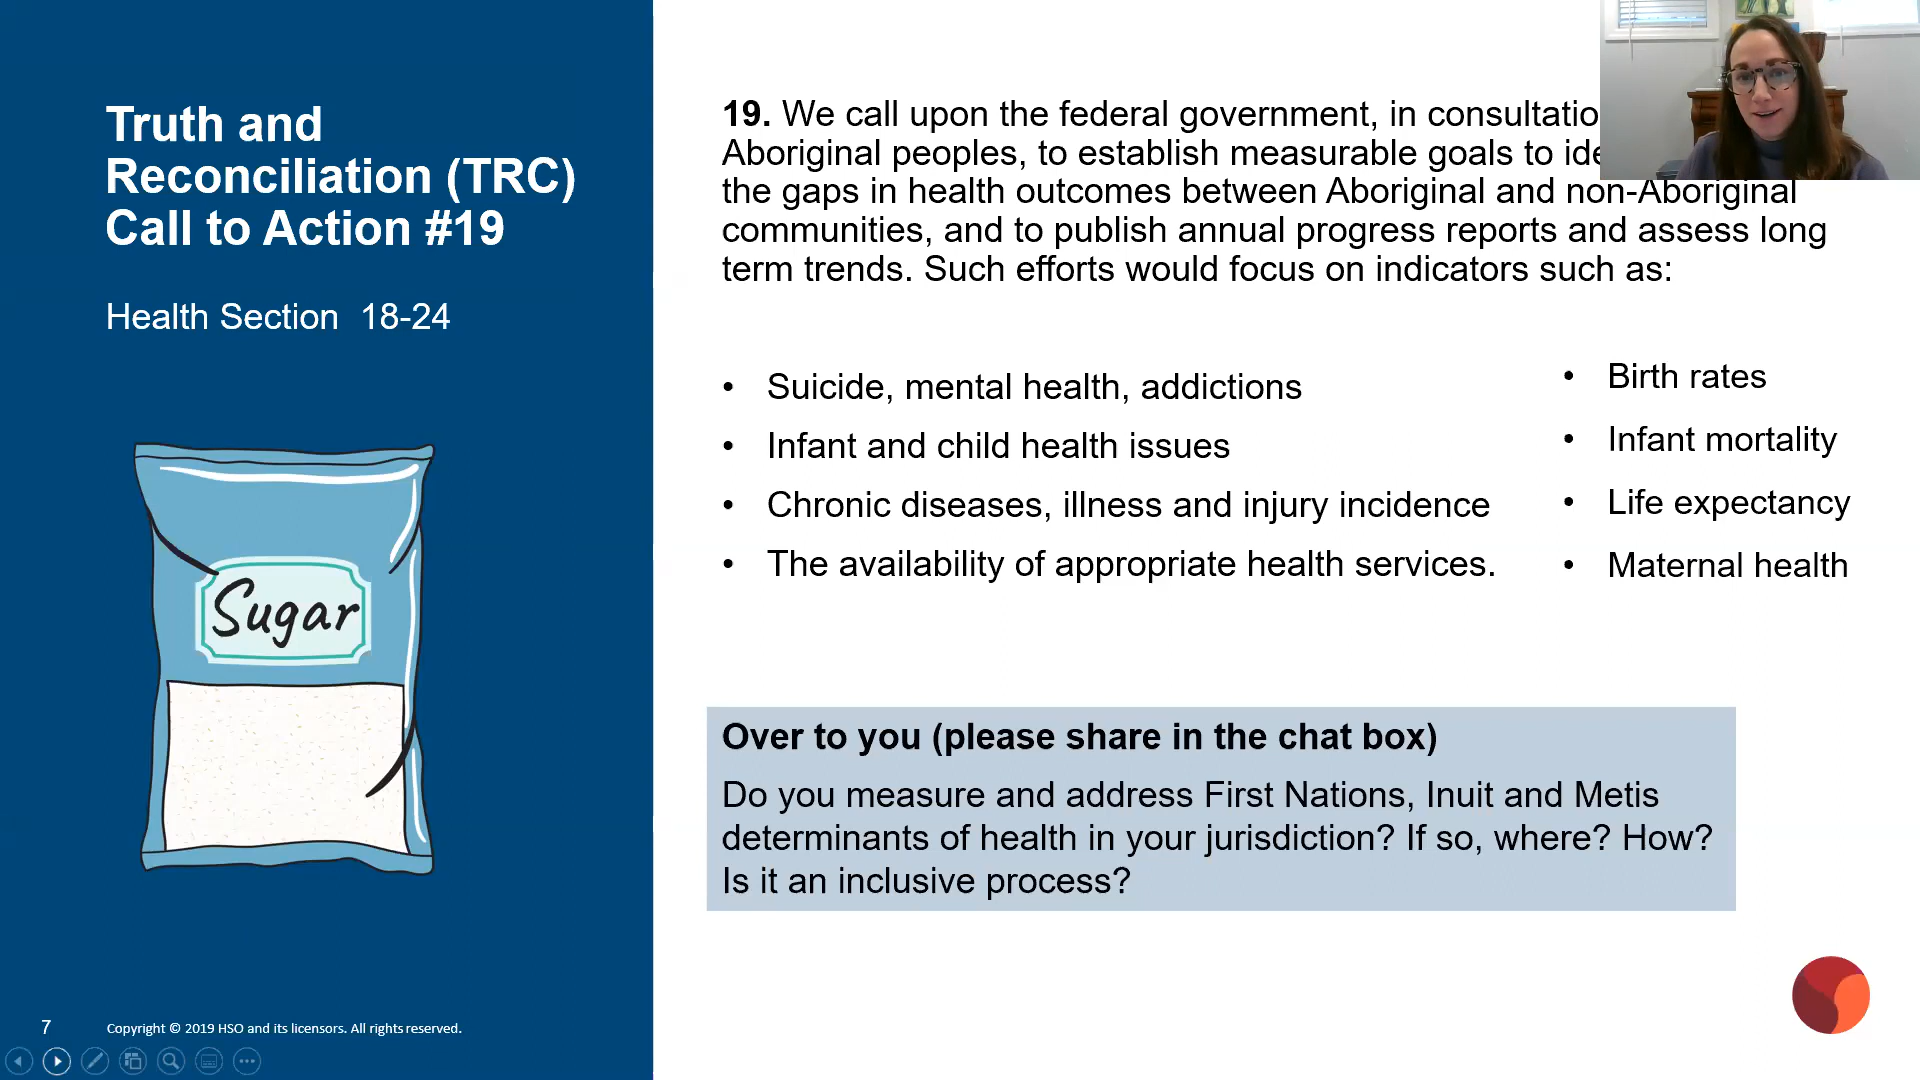 Truth and
Reconciliation (TRC)
Call to Action #19
Health Section 18-24
Sugar
19. We call upon the federal government, in
Aboriginal peoples, to establish measurable goals to
the gaps in health outcomes between Aboriginal and non-Aboriginal
communities, and to publish annual progress reports and assess long
term trends. Such efforts would focus on indicators such as:
• Suicide, mental health, addictions
• Infant and child health issues
• Chronic diseases, illness and injury incidence
• The availability of appropriate health services.
• Birth rates
• Infant mortality
• Life expectancy
• Maternal health
Over to you (please share in the chat box)
Do you measure and address First Nations, Inuit and Metis
determinants of health in your jurisdiction? If so, where? How?
Is it an inclusive process?
7
Copyright © 2019 HSO and its licensors. All rights reserved.